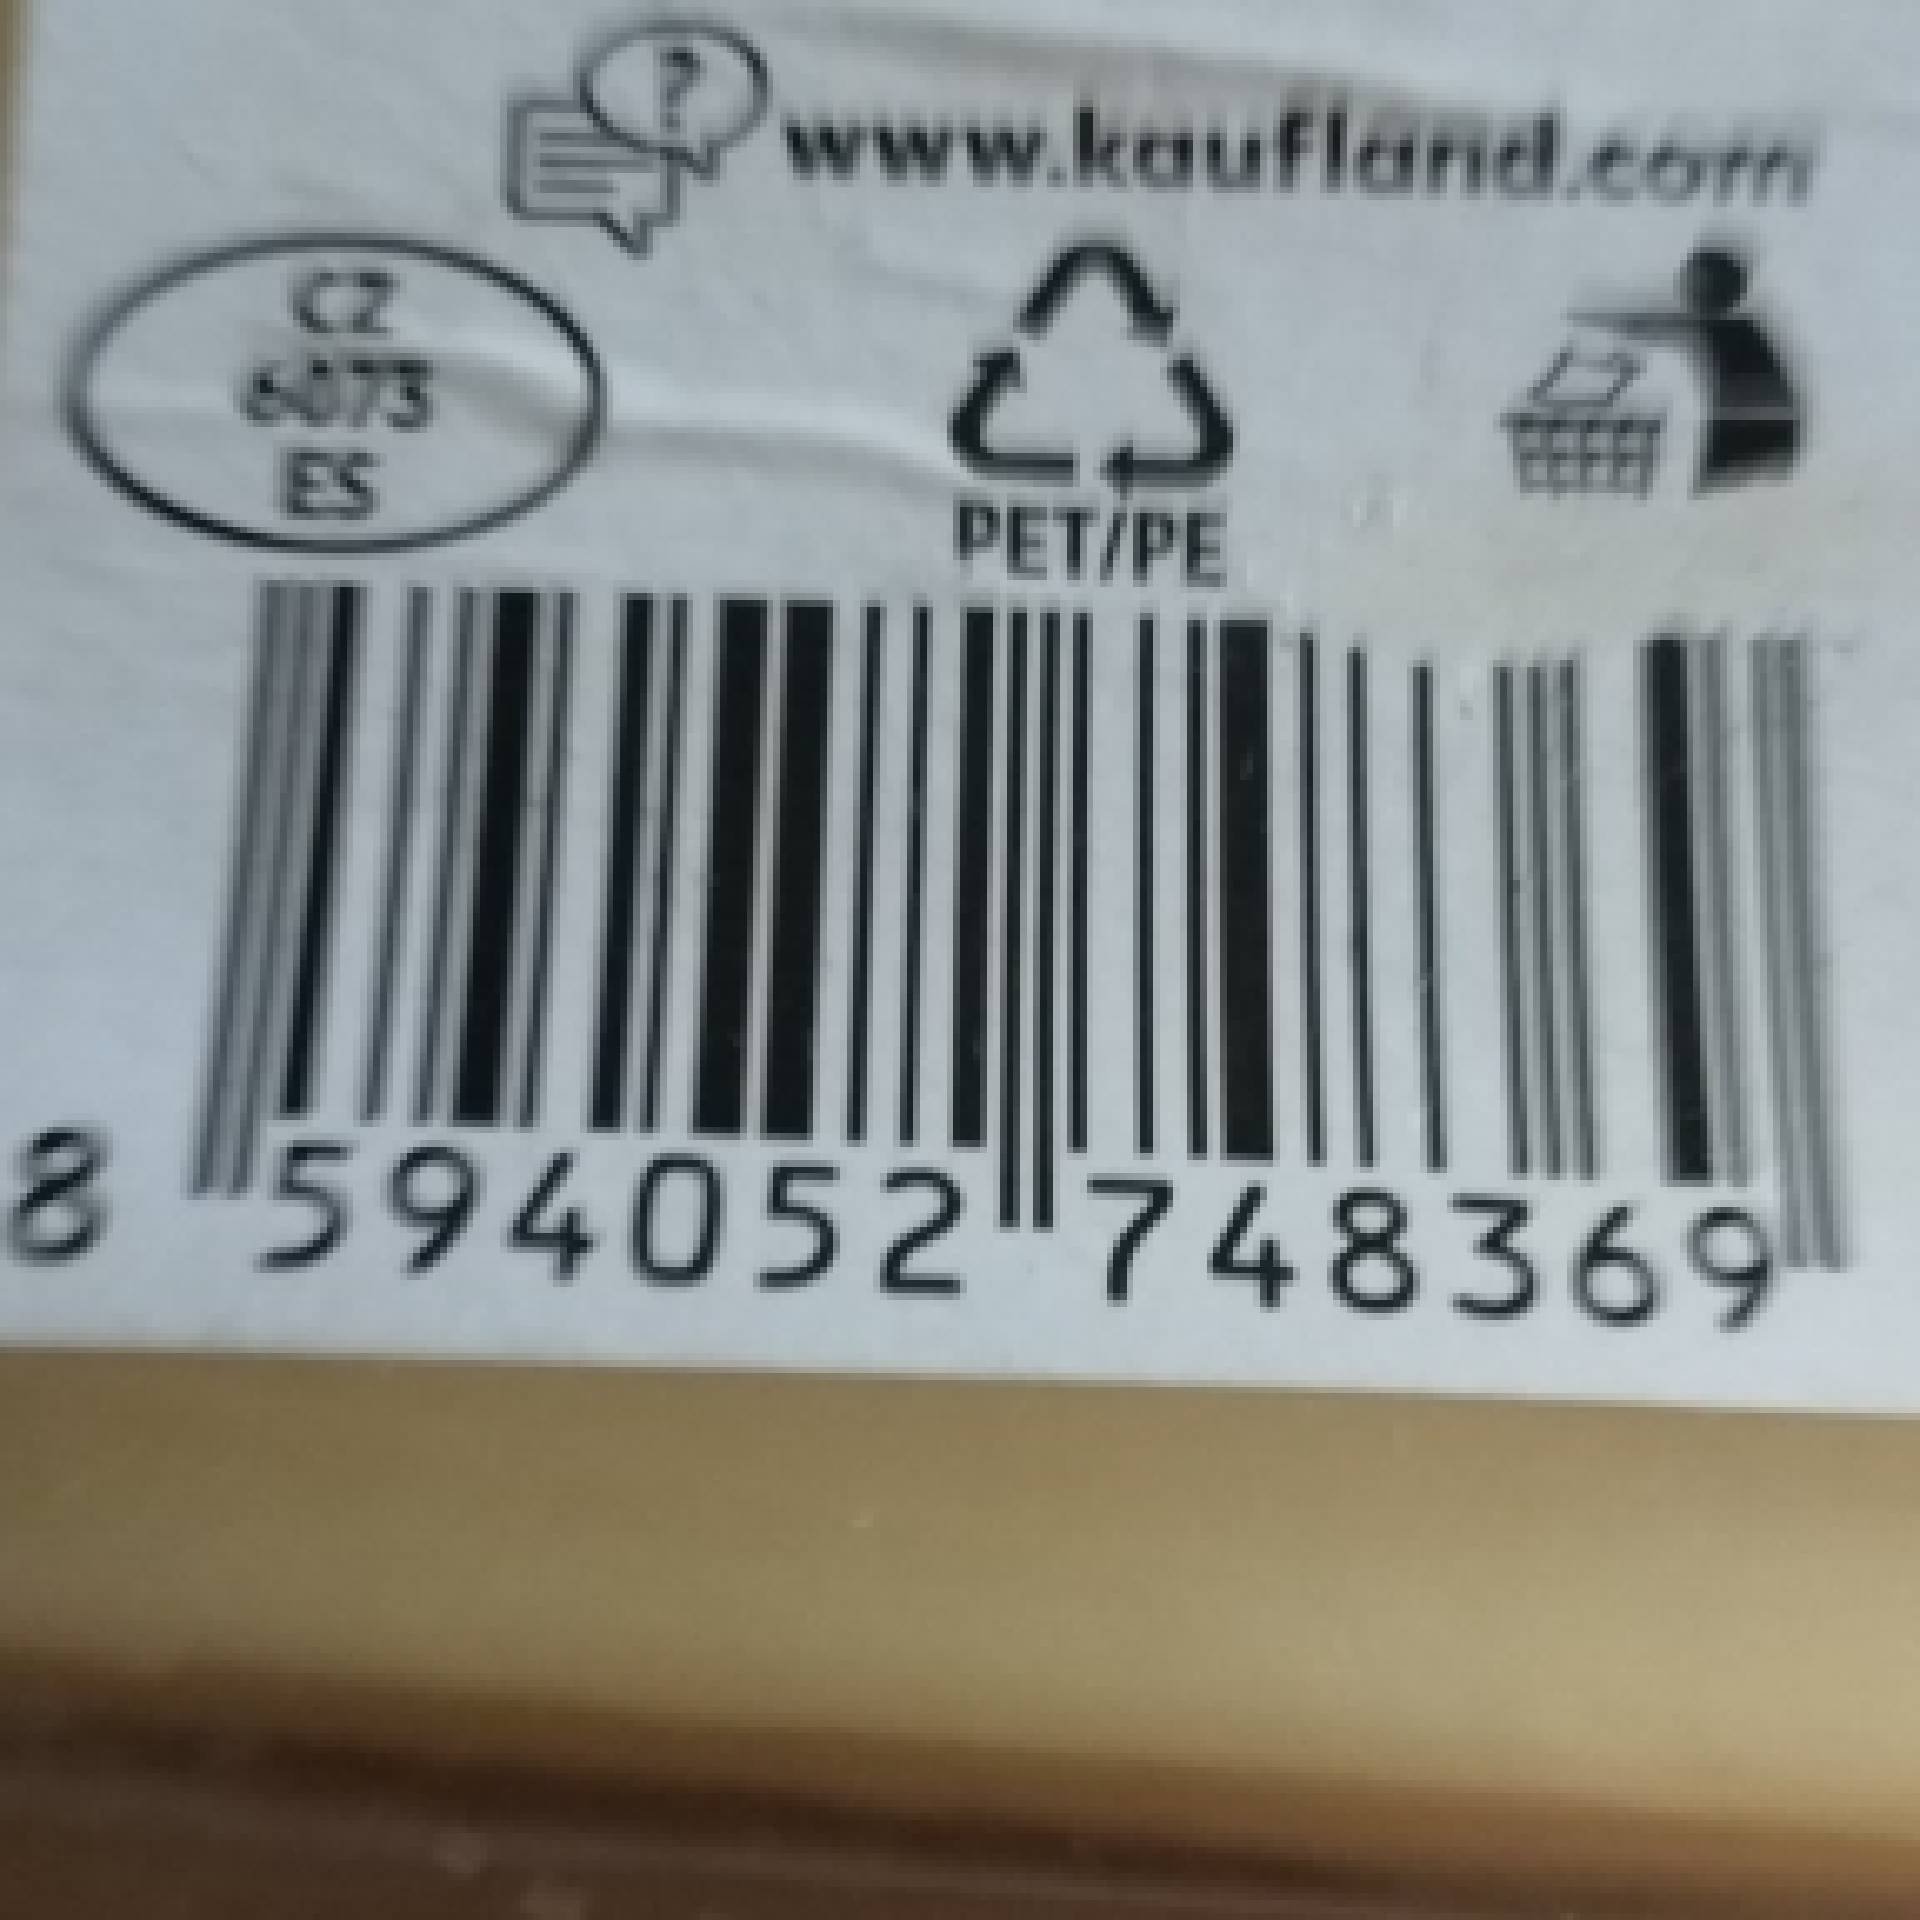 ?
www.kaufland.com
CZ
6073
ES
PET/PE
8 594052 748369